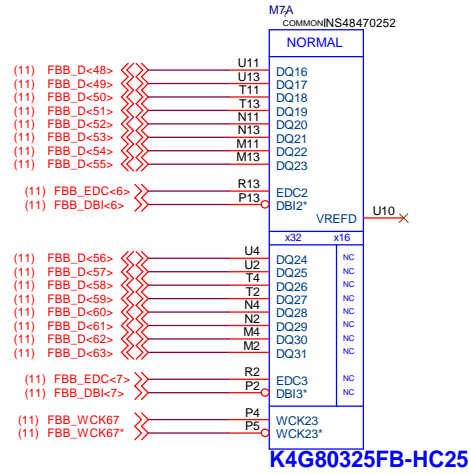 M7A
COMMON INS48470252
NORMAL
(11) FBB_D<48> U11 DQ16
(11) FBB_D<49> U13 DQ17
(11) FBB_D<50> T11 DQ18
(11) FBB_D<51> T13 DQ19
(11) FBB_D<52> N11 DQ20
(11) FBB_D<53> N13 DQ21
(11) FBB_D<54> M11 DQ22
(11) FBB_D<55> M13 DQ23
(11) FBB_EDC<6> R13 EDC2
(11) FBB_DBI<6> P13 DBI2*
VREFD U10
x32 x16
(11) FBB_D<56> U4 DQ24 NC
(11) FBB_D<57> U2 DQ25 NC
(11) FBB_D<58> T4 DQ26 NC
(11) FBB_D<59> T2 DQ27 NC
(11) FBB_D<60> N4 DQ28 NC
(11) FBB_D<61> N2 DQ29 NC
(11) FBB_D<62> M4 DQ30 NC
(11) FBB_D<63> M2 DQ31 NC
(11) FBB_EDC<7> R2 EDC3 NC
(11) FBB_DBI<7> P2 DBI3* NC
(11) FBB_WCK67 P4 WCK23
(11) FBB_WCK67* P5 WCK23*
K4G80325FB-HC25